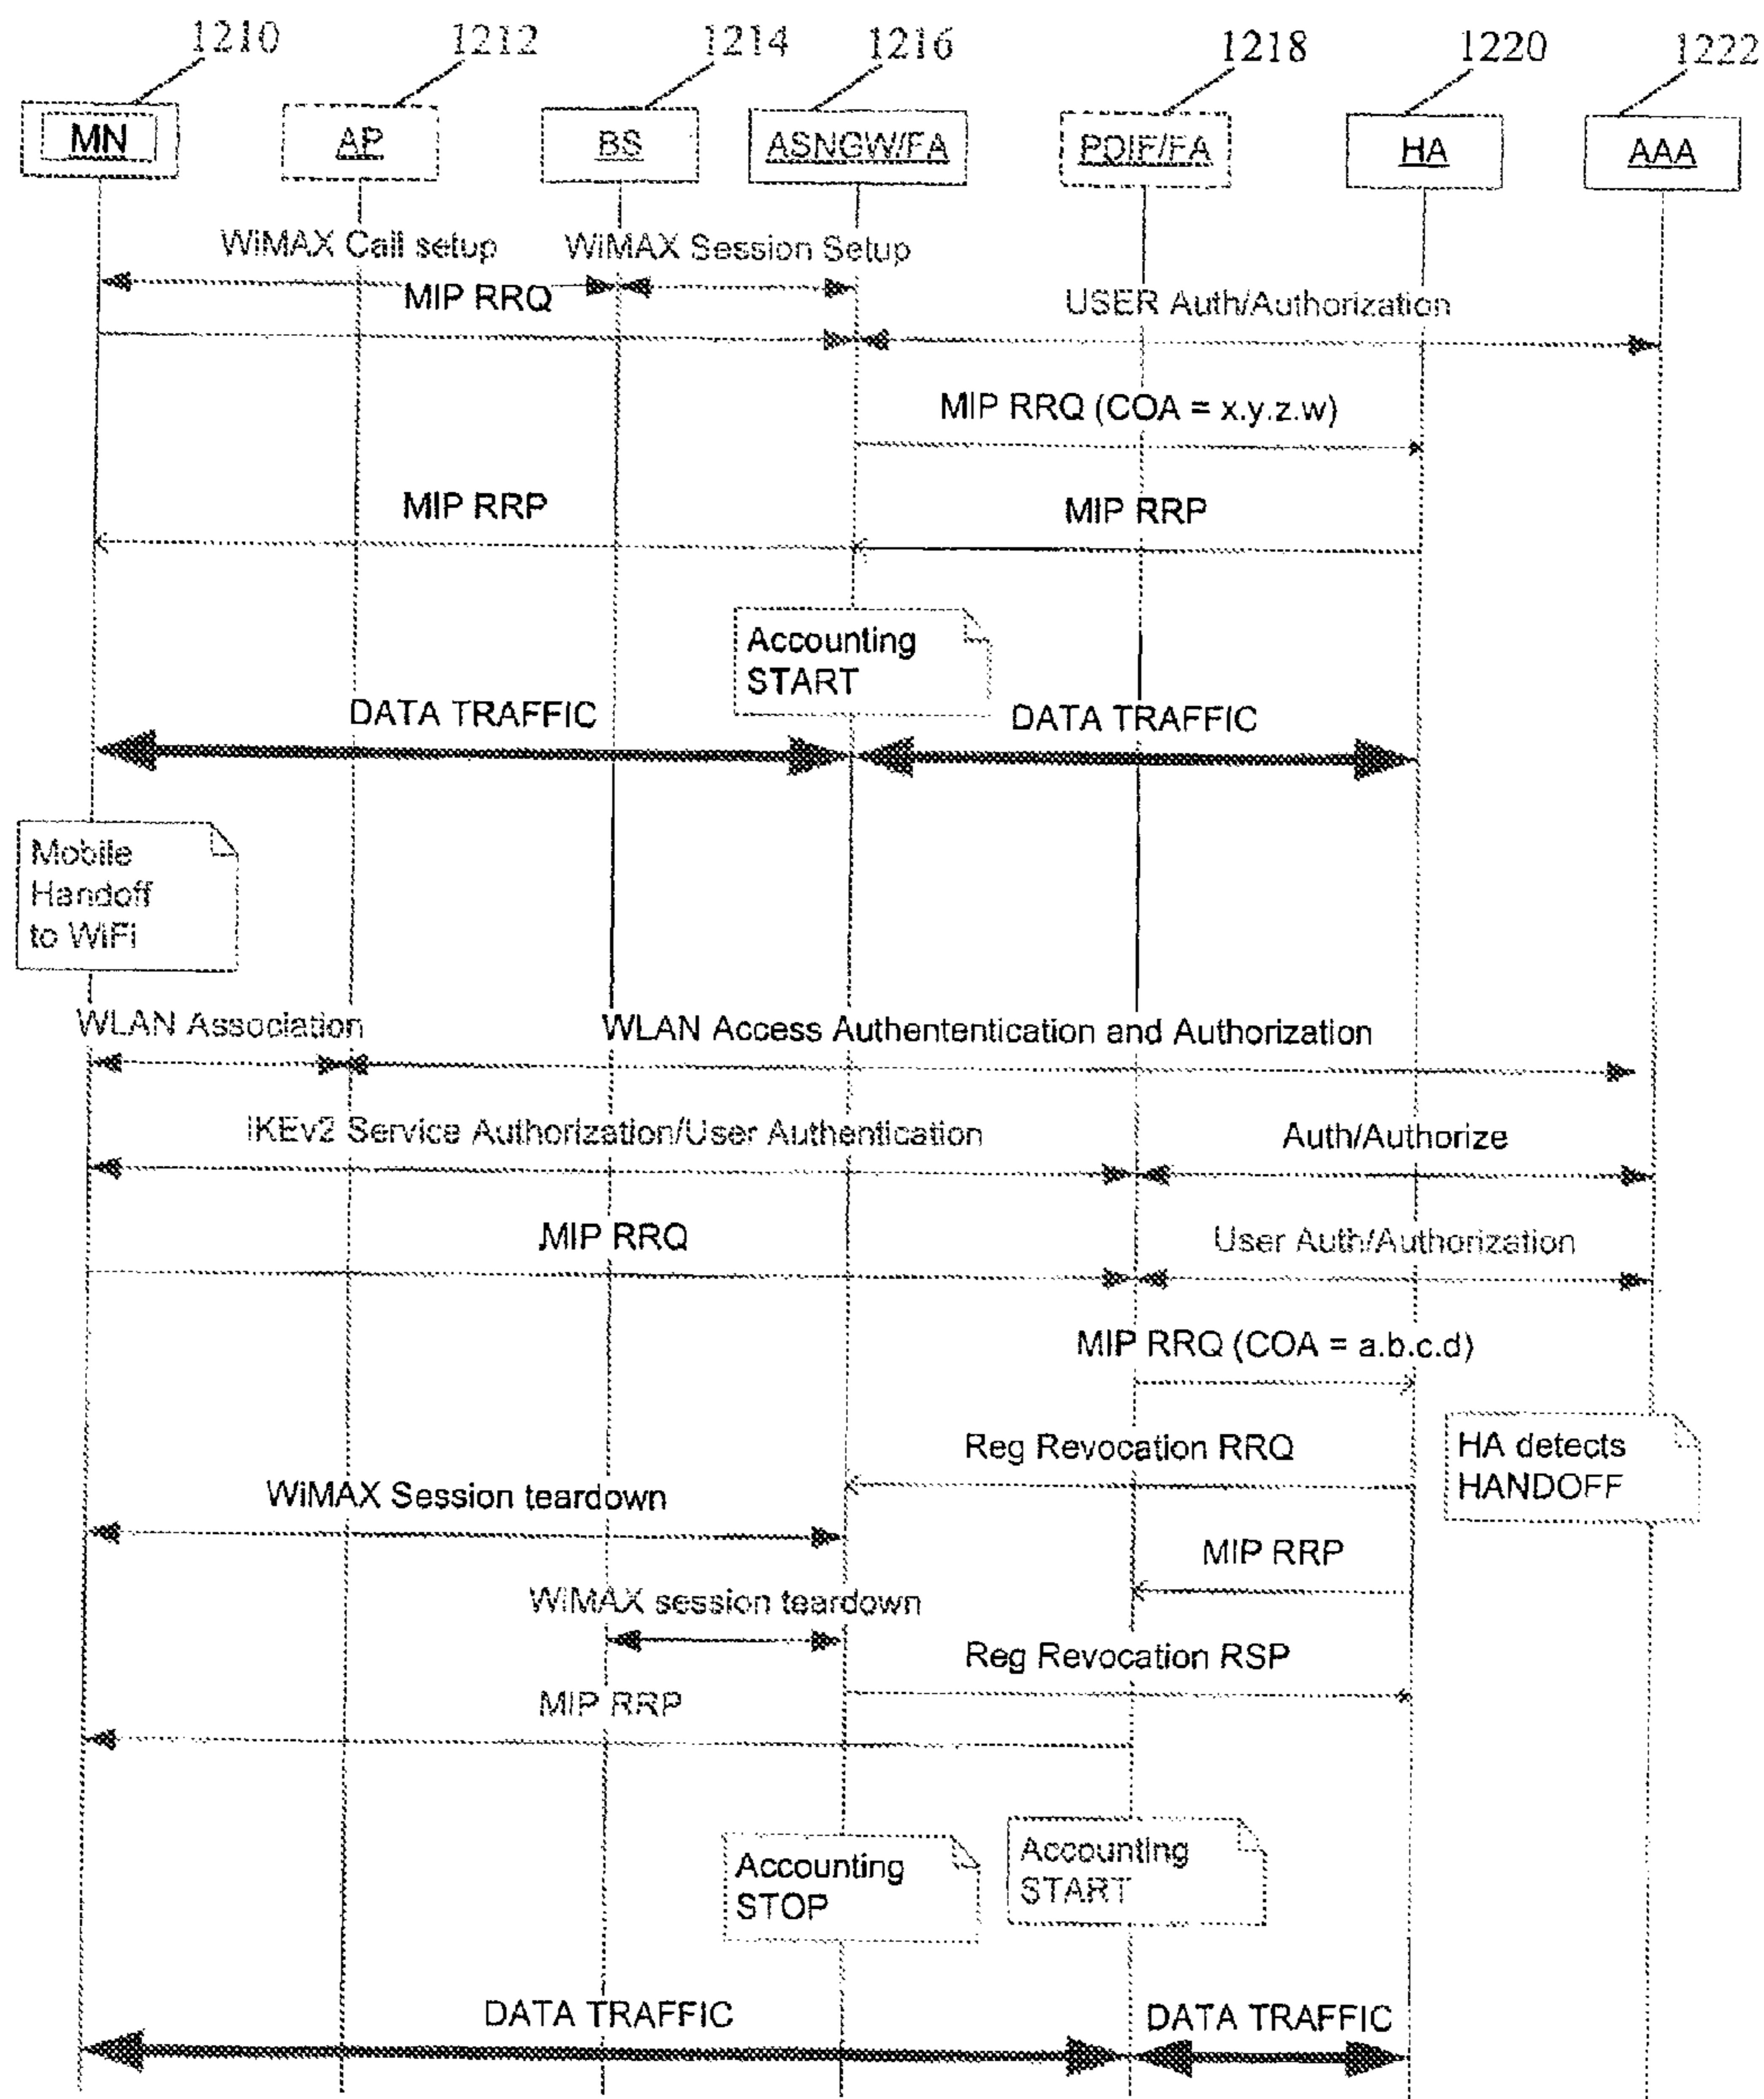 1210 1212 1214 1216 1218 1220 1222
MN AP BS ASNGW/FA PDIF/FA HA AAA
WiMAX Call setup WiMAX Session Setup
MIP RRQ USER Auth/Authorization
MIP RRQ (COA = x.y.z.w)
MIP RRP MIP RRP
Accounting
START
DATA TRAFFIC DATA TRAFFIC
Mobile
Handoff
to WiFi
WLAN Association WLAN Access Authententication and Authorization
IKEv2 Service Authorization/User Authentication Auth/Authorize
MIP RRQ User Auth/Authorization
MIP RRQ (COA = a.b.c.d)
Reg Revocation RRQ
HA detects
HANDOFF
WiMAX Session teardown
MIP RRP
WiMAX session teardown
Reg Revocation RSP
MIP RRP
Accounting
STOP
Accounting
START
DATA TRAFFIC DATA TRAFFIC